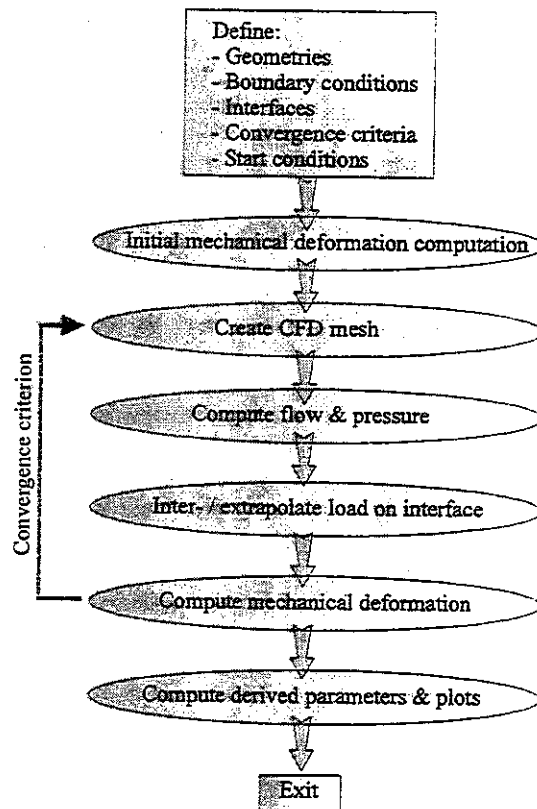 Define:
- Geometries
- Boundary conditions
- Interfaces
- Convergence criteria
- Start conditions
Initial mechanical deformation computation
Create CFD mesh
Convergence criterion
Compute flow & pressure
Inter- / extrapolate load on interface
Compute mechanical deformation
Compute derived parameters & plots
Exit